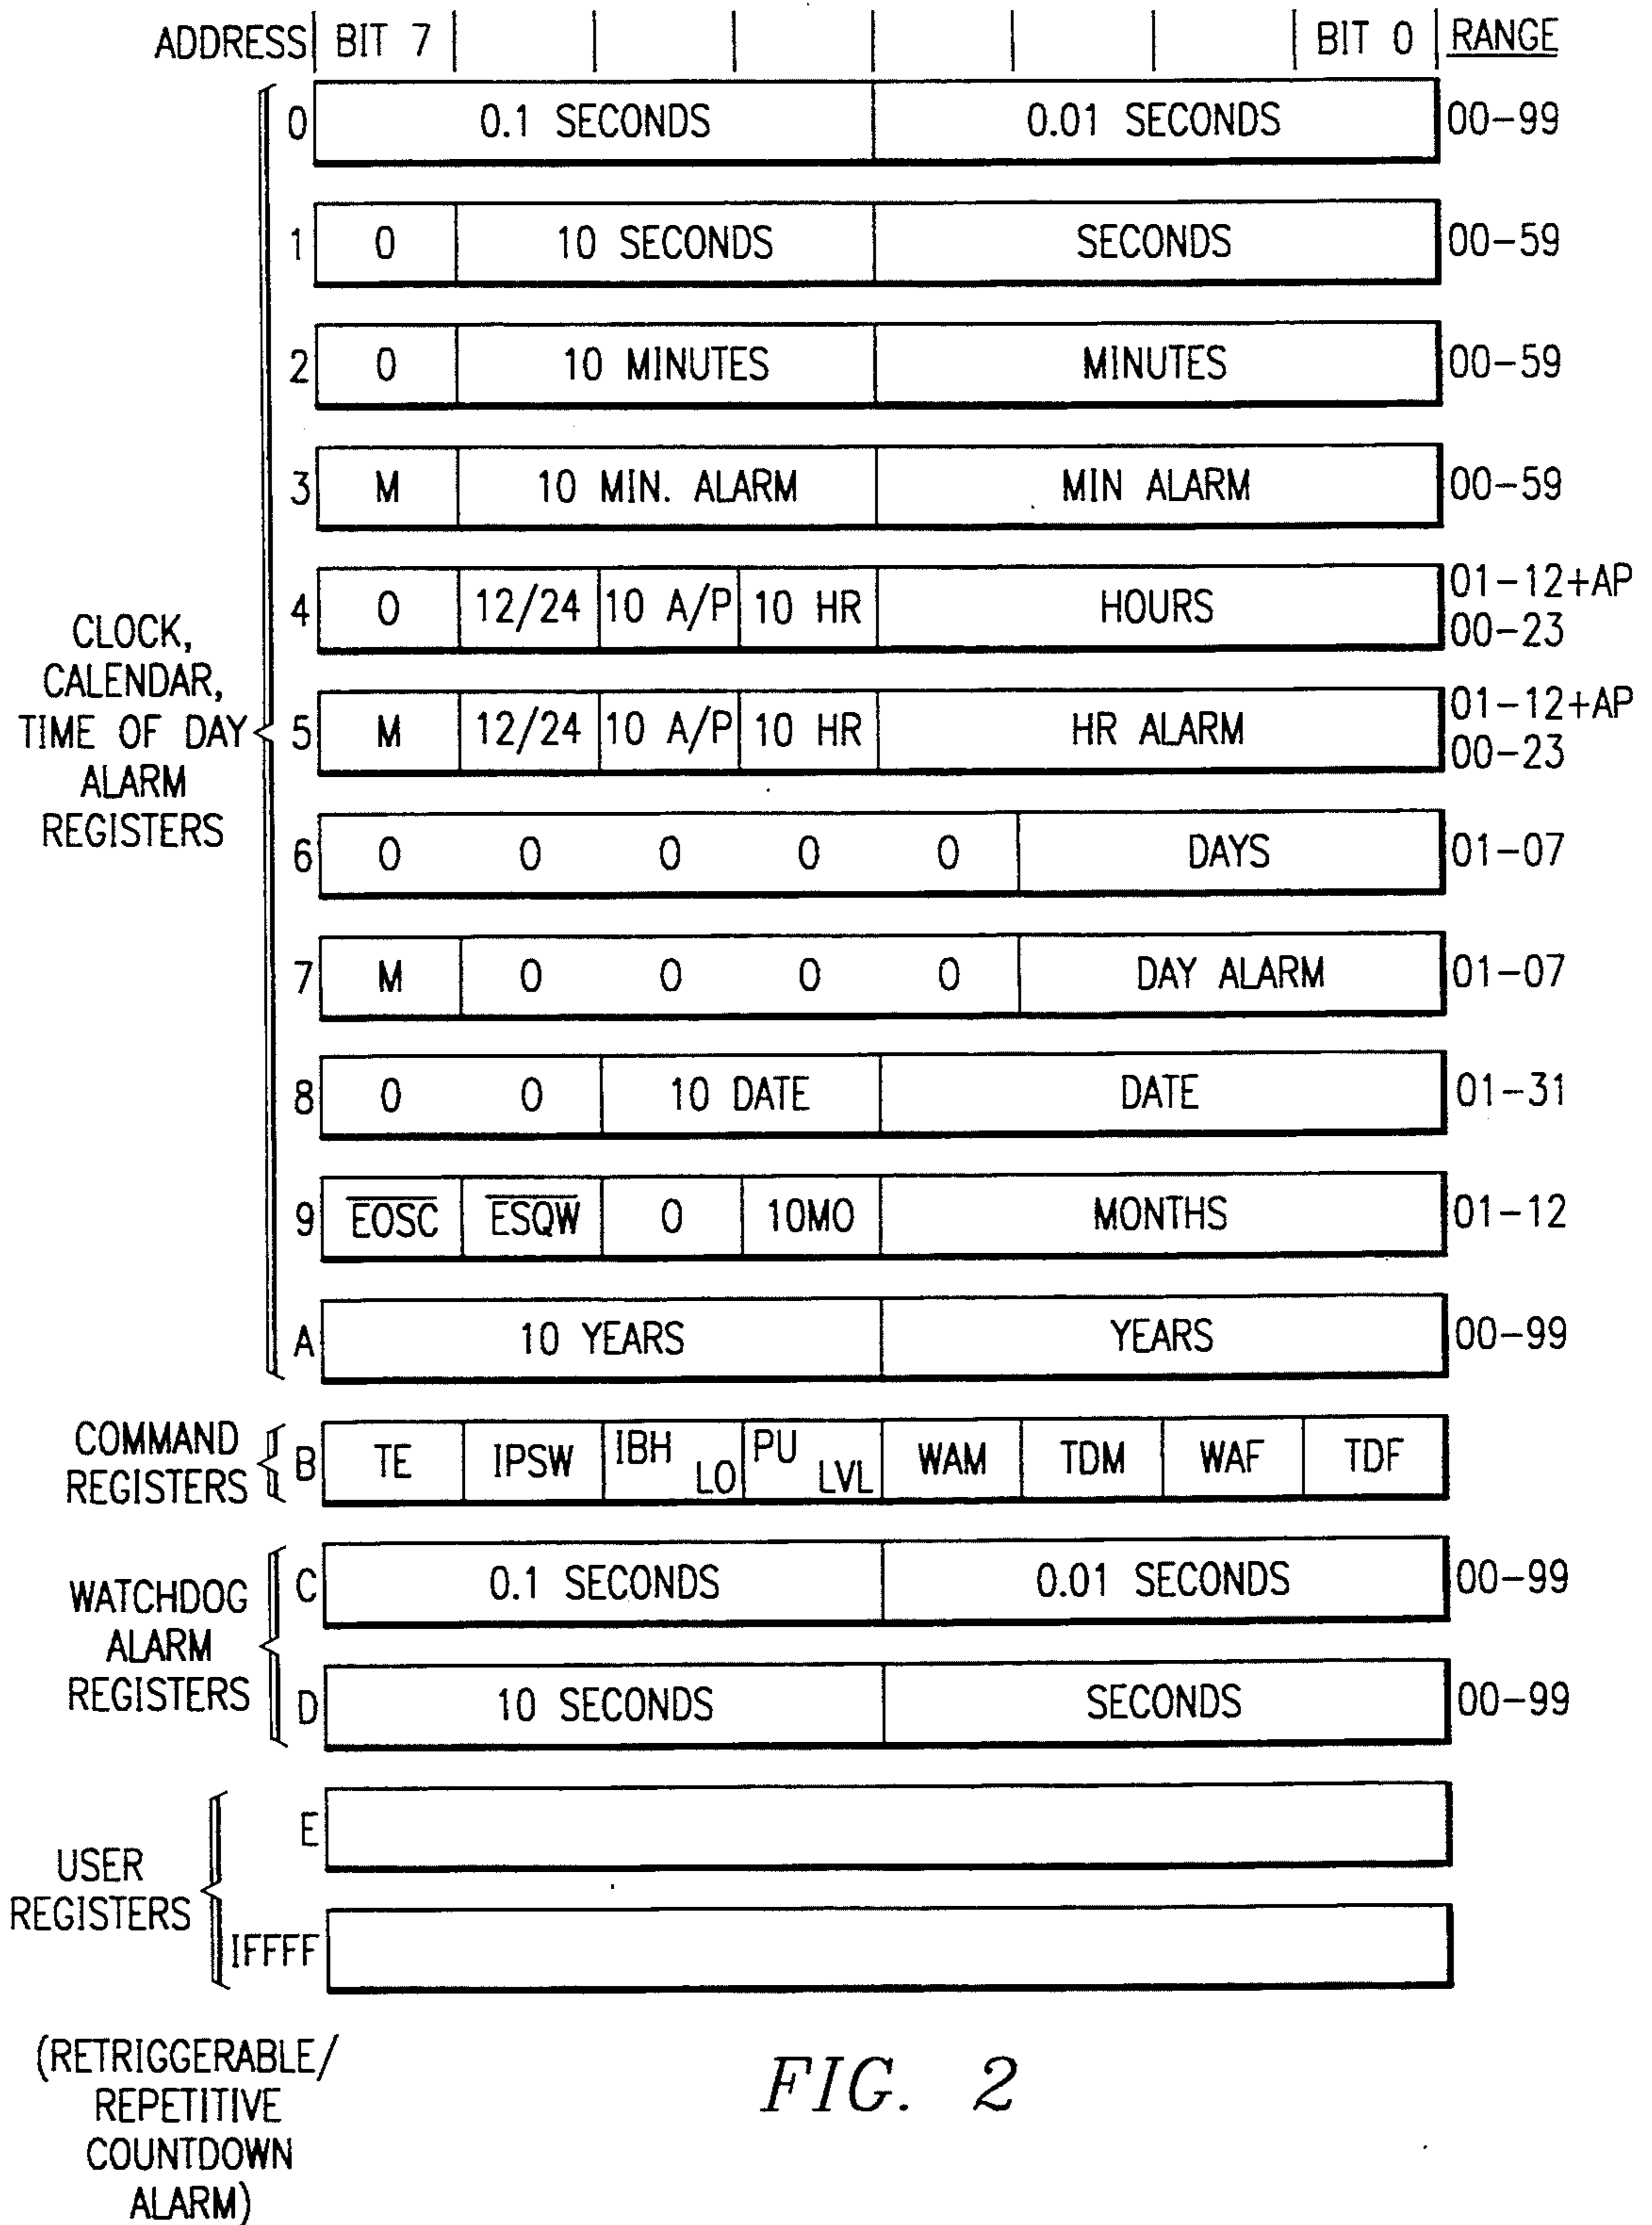 ADDRESS BIT 7 BIT 0 RANGE
0 0.1 SECONDS 0.01 SECONDS 00-99
1 0 10 SECONDS SECONDS 00-59
2 0 10 MINUTES MINUTES 00-59
3 M 10 MIN. ALARM MIN ALARM 00-59
4 0 12/24 10 A/P 10 HR HOURS 01-12+AP
00-23
CLOCK,
CALENDAR,
TIME OF DAY
ALARM
REGISTERS
5 M 12/24 10 A/P 10 HR HR ALARM 01-12+AP
00-23
6 0 0 0 0 0 DAYS 01-07
7 M 0 0 0 0 DAY ALARM 01-07
8 0 0 10 DATE DATE 01-31
9 EOSC ESQW 0 10MO MONTHS 01-12
A 10 YEARS YEARS 00-99
COMMAND
REGISTERS
B TE IPSW IBH LO PU LVL WAM TDM WAF TDF
WATCHDOG
ALARM
REGISTERS
C 0.1 SECONDS 0.01 SECONDS 00-99
D 10 SECONDS SECONDS 00-99
USER
REGISTERS
E
IFFFF
(RETRIGGERABLE/
REPETITIVE
COUNTDOWN
ALARM)
FIG. 2